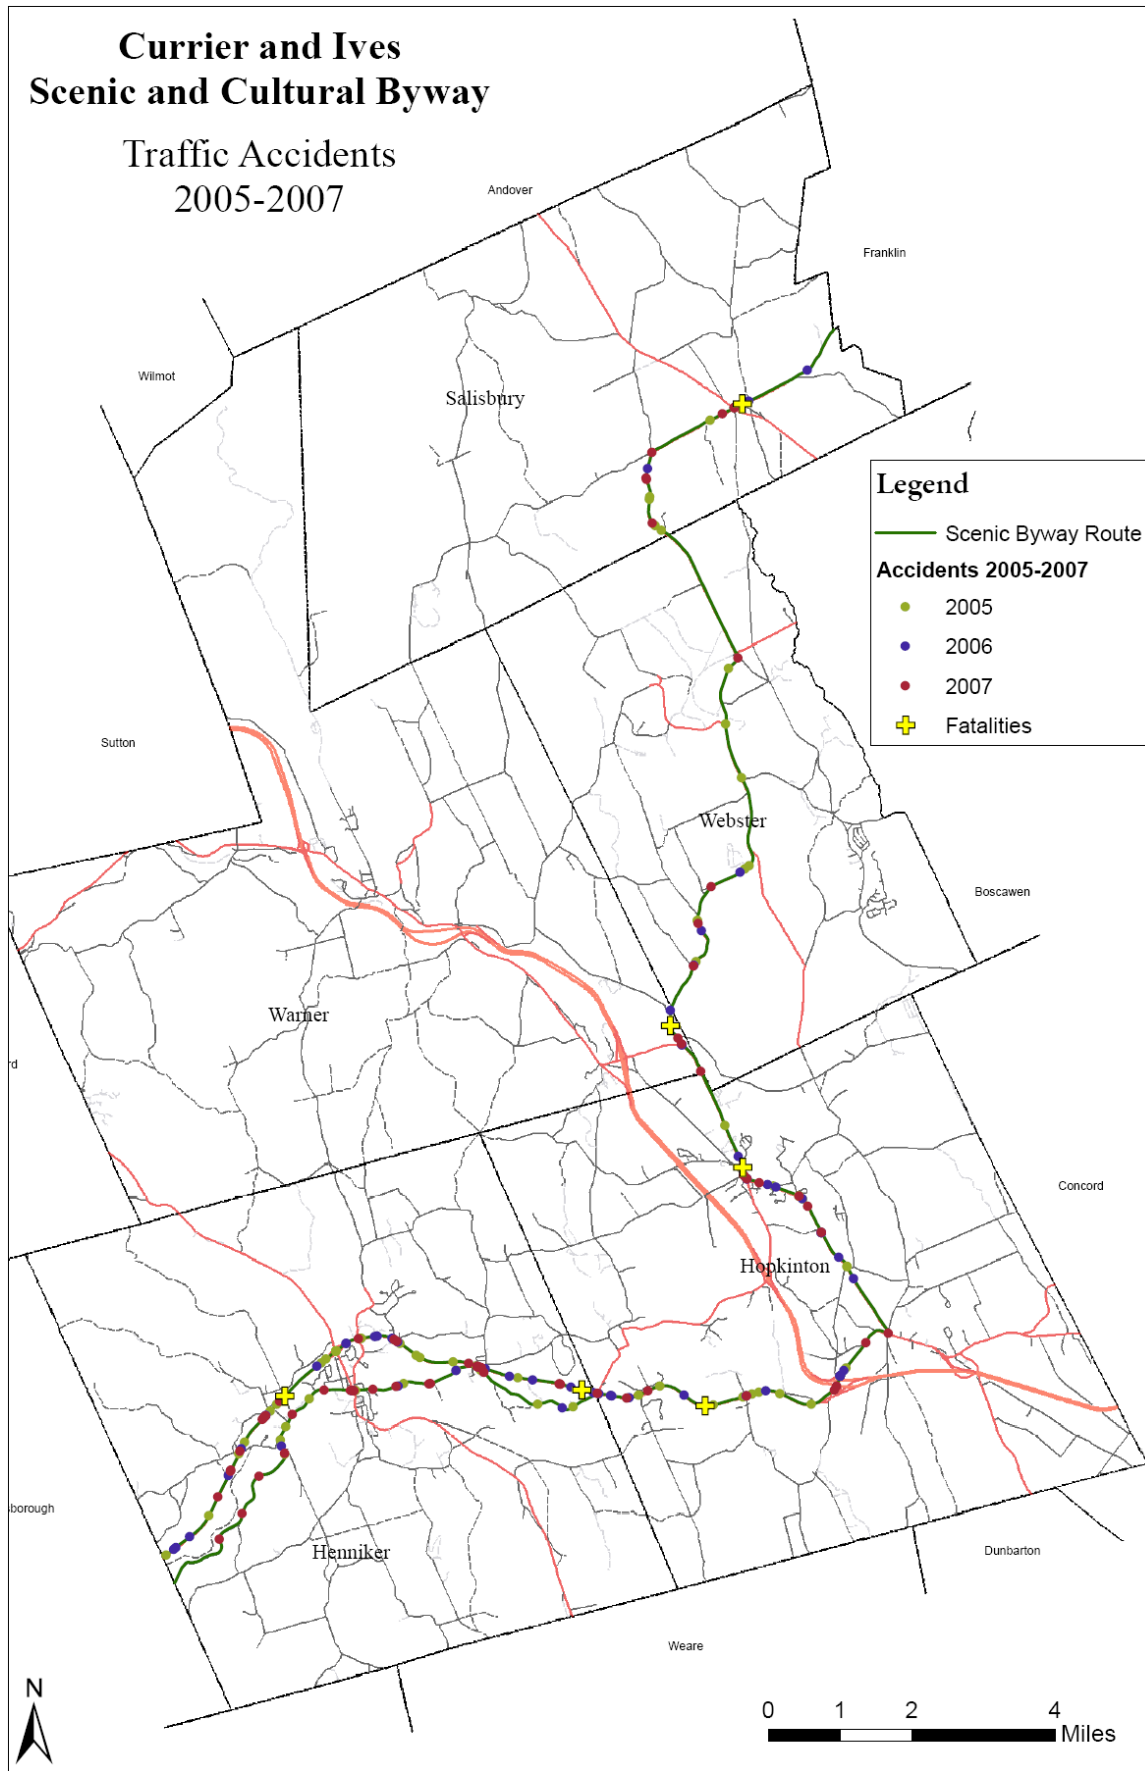 Currier and Ives
Scenic and Cultural Byway
Traffic Accidents
2005-2007
Andover
Franklin
Wilmot
Salisbury
Legend
Scenic Byway Route
Accidents 2005-2007
2005
2006
2007
Fatalities
Sutton
Webster
Boscawen
Warner
rd
Concord
Hopkinton
sborough
Henniker
Dunbarton
Weare
N
0 1 2 4
Miles